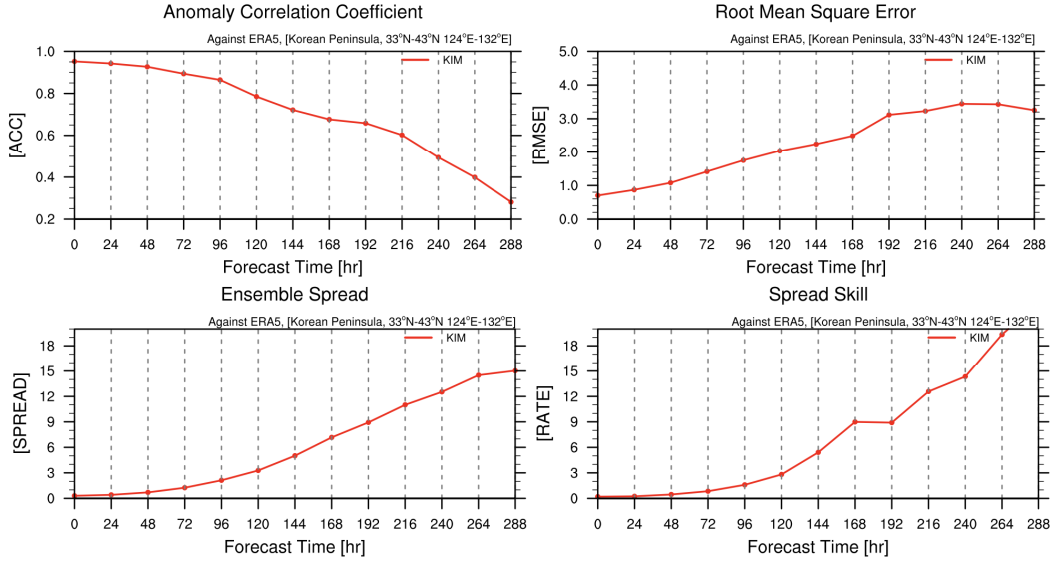 Anomaly Correlation Coefficient
Against ERA5, [Korean Peninsula, 33°N-43°N 124°E-132°E]
KIM
[ACC]
1.0
0.8
0.6
0.4
0.2
0 24 48 72 96 120 144 168 192 216 240 264 288
Forecast Time [hr]
Root Mean Square Error
Against ERA5, [Korean Peninsula, 33°N-43°N 124°E-132°E]
KIM
[RMSE]
5.0
4.0
3.0
2.0
1.0
0.0
0 24 48 72 96 120 144 168 192 216 240 264 288
Forecast Time [hr]
Ensemble Spread
Against ERA5, [Korean Peninsula, 33°N-43°N 124°E-132°E]
KIM
[SPREAD]
18
15
12
9
6
3
0
0 24 48 72 96 120 144 168 192 216 240 264 288
Forecast Time [hr]
Spread Skill
Against ERA5, [Korean Peninsula, 33°N-43°N 124°E-132°E]
KIM
[RATE]
18
15
12
9
6
3
0
0 24 48 72 96 120 144 168 192 216 240 264 288
Forecast Time [hr]